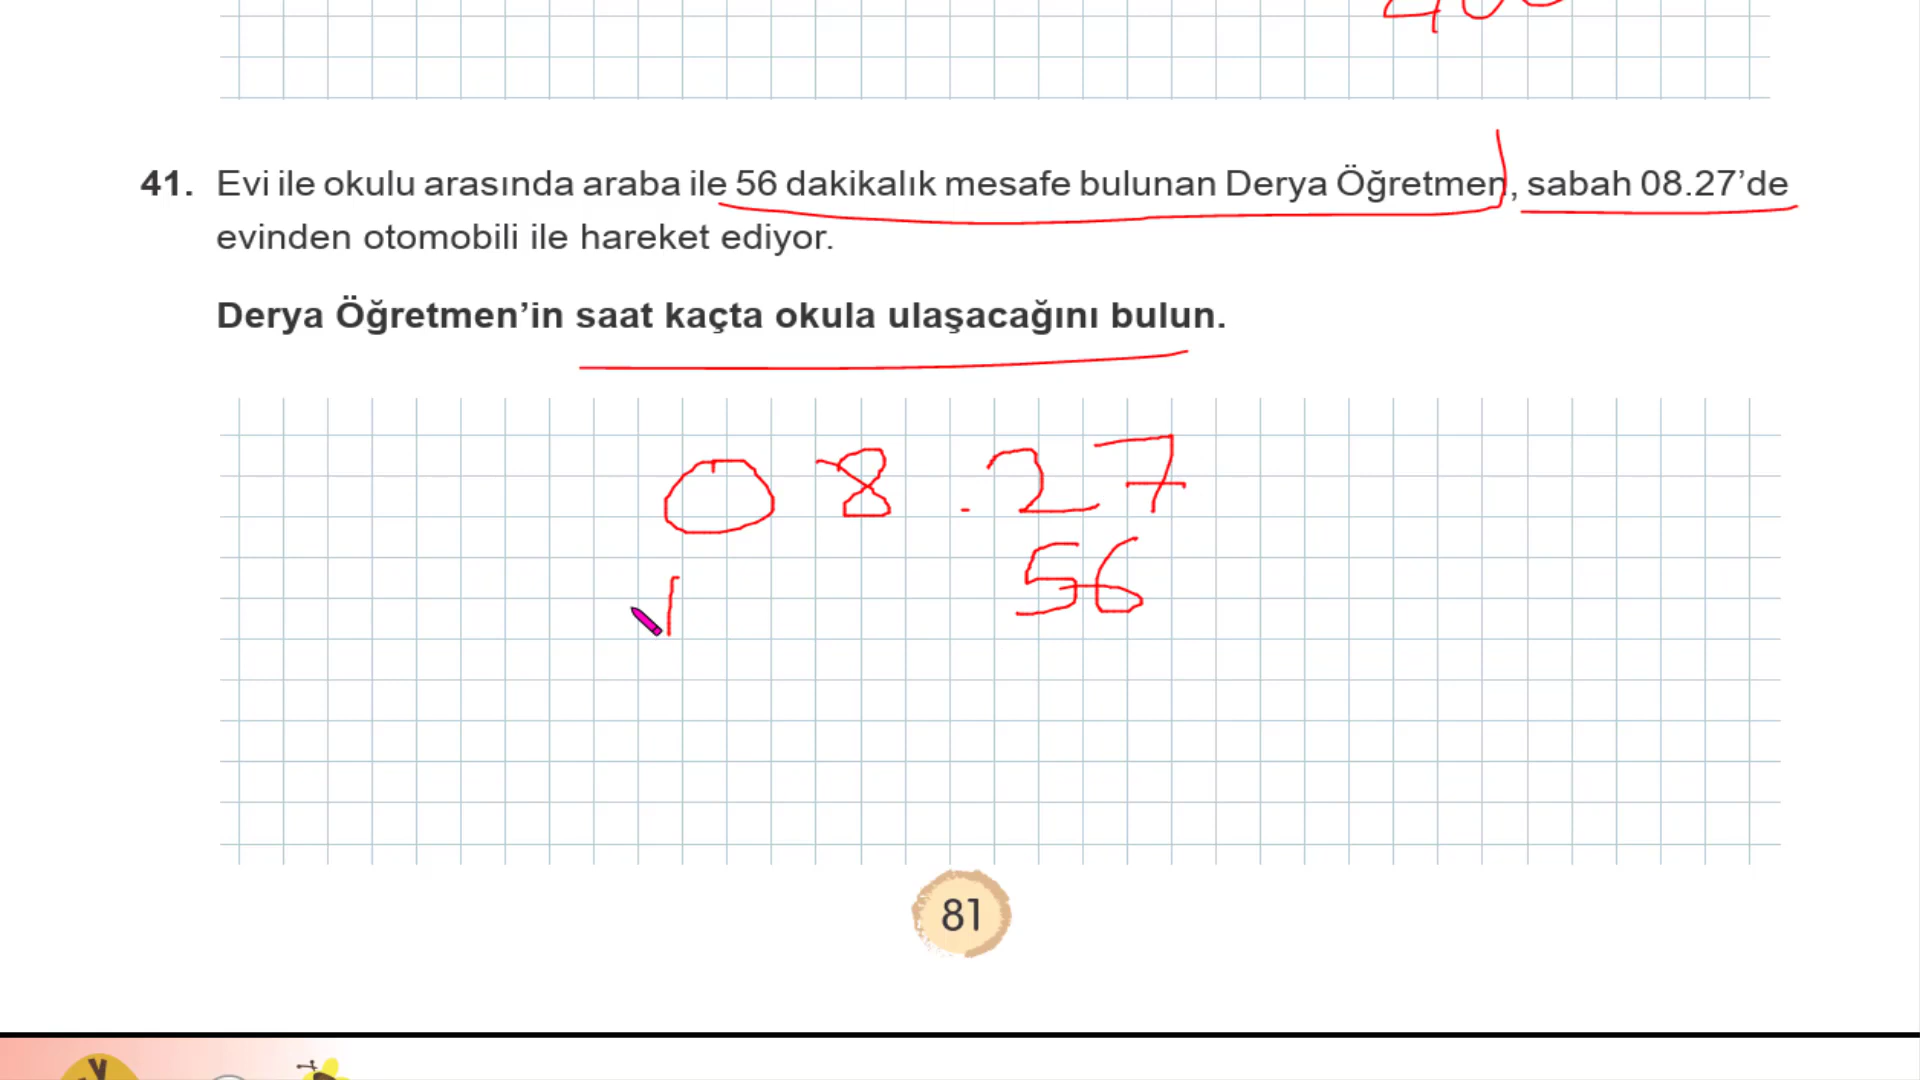 41. Evi ile okulu arasında araba ile 56 dakikalık mesafe bulunan Derya Öğretmen, sabah 08.27’de
evinden otomobili ile hareket ediyor.
Derya Öğretmen’in saat kaçta okula ulaşacağını bulun.
08.27
56
81